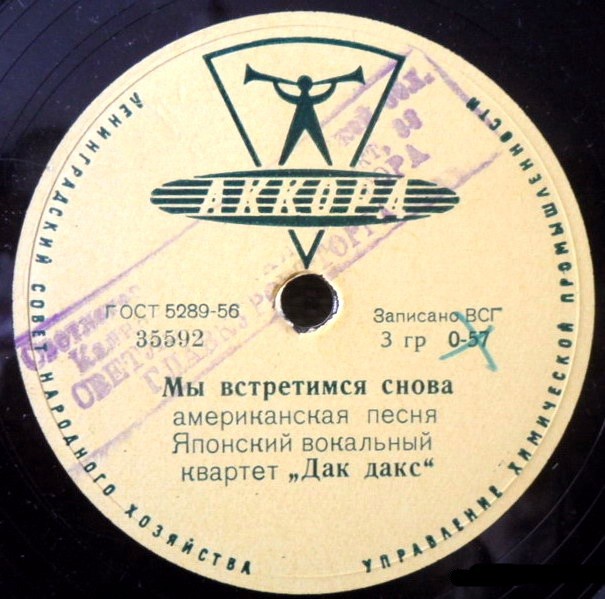 ЛЕНИНГРАДСКИЙ СОВЕТ НАРОДНОГО ХОЗЯЙСТВА
УПРАВЛЕНИЕ ХИМИЧЕСКОЙ ПРОМЫШЛЕННОСТИ
АККОРД
ГОСТ 5289-56
35592
Записано ВСГ
3 гр 0-57
Мы встретимся снова
американская песня
Японский вокальный
квартет „Дак дакс“